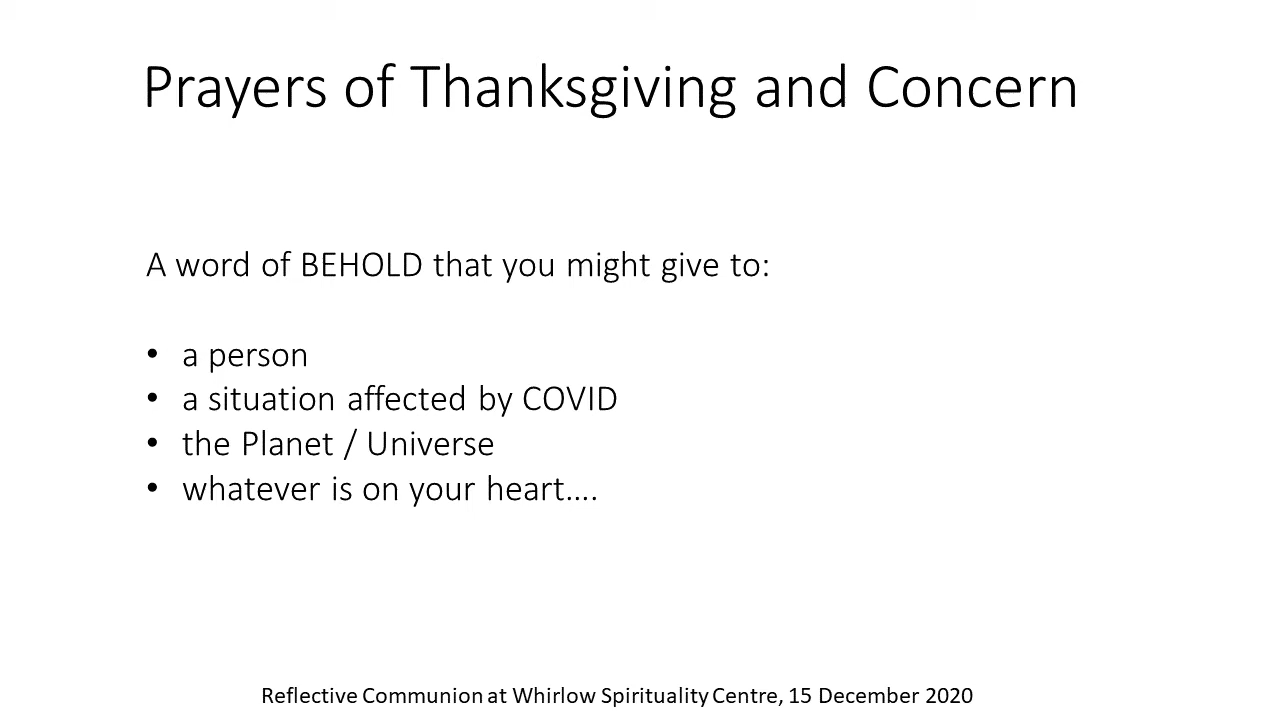 Prayers of Thanksgiving and Concern
A word of BEHOLD that you might give to:
• a person
• a situation affected by COVID
• the Planet / Universe
• whatever is on your heart….
Reflective Communion at Whirlow Spirituality Centre, 15 December 2020